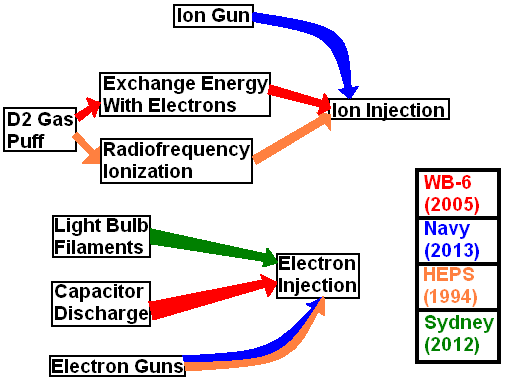 Ion Gun
Exchange Energy
With Electrons
Ion Injection
D2 Gas
Puff
Radiofrequency
Ionization
WB-6
(2005)
Navy
(2013)
HEPS
(1994)
Sydney
(2012)
Light Bulb
Filaments
Electron
Injection
Capacitor
Discharge
Electron Guns